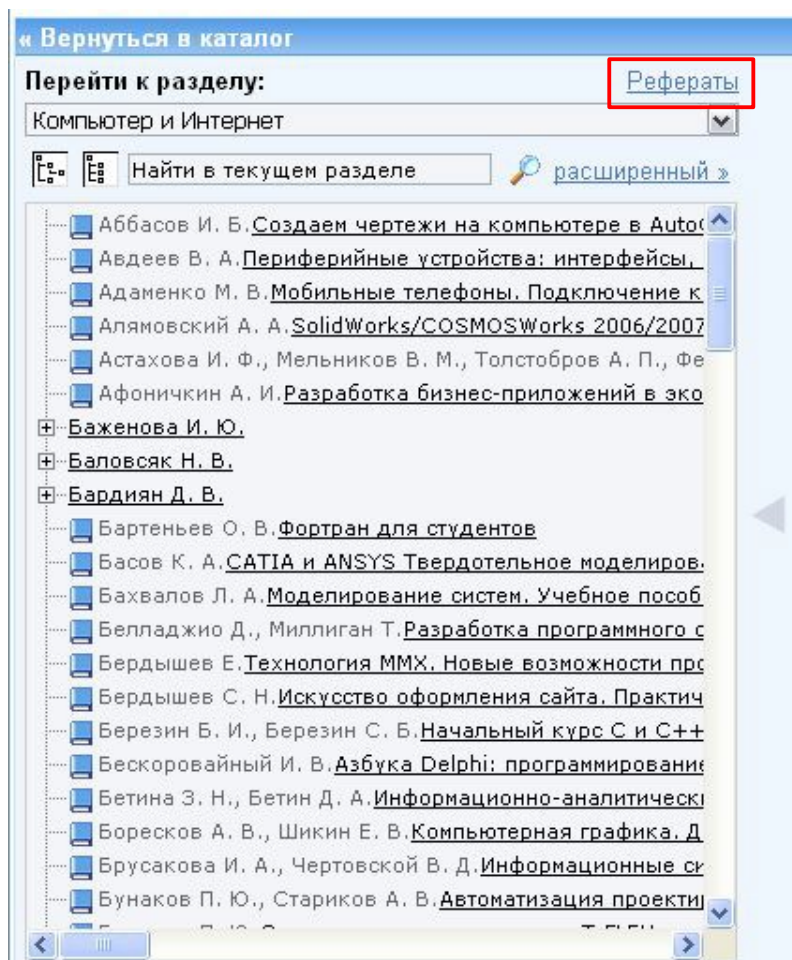 « Вернуться в каталог
Перейти к разделу: Рефераты
Компьютер и Интернет
Найти в текущем разделе расширенный »
Аббасов И. Б.Создаем чертежи на компьютере в Auto
Авдеев В. А.Периферийные устройства: интерфейсы,
Адаменко М. В.Мобильные телефоны. Подключение к
Алямовский А. А.SolidWorks/COSMOSWorks 2006/2007
Астахова И. Ф., Мельников В. М., Толстобров А. П., Фе
Афоничкин А. И.Разработка бизнес-приложений в эко
Баженова И. Ю.
Баловсяк Н. В.
Бардиян Д. В.
Бартеньев О. В.Фортран для студентов
Басов К. А.CATIA и ANSYS Твердотельное моделиров
Бахвалов Л. А.Моделирование систем. Учебное пособ
Белладжио Д., Миллиган Т.Разработка программного с
Бердышев Е.Технология MMX. Новые возможности про
Бердышев С. Н.Искусство оформления сайта. Практич
Березин Б. И., Березин С. Б.Начальный курс C и C++
Бескоровайный И. В.Азбука Delphi: программирование
Бетина З. Н., Бетин Д. А.Информационно-аналитически
Боресков А. В., Шикин Е. В.Компьютерная графика. Д
Брусакова И. А., Чертовской В. Д.Информационные си
Бунаков П. Ю., Стариков А. В.Автоматизация проекти